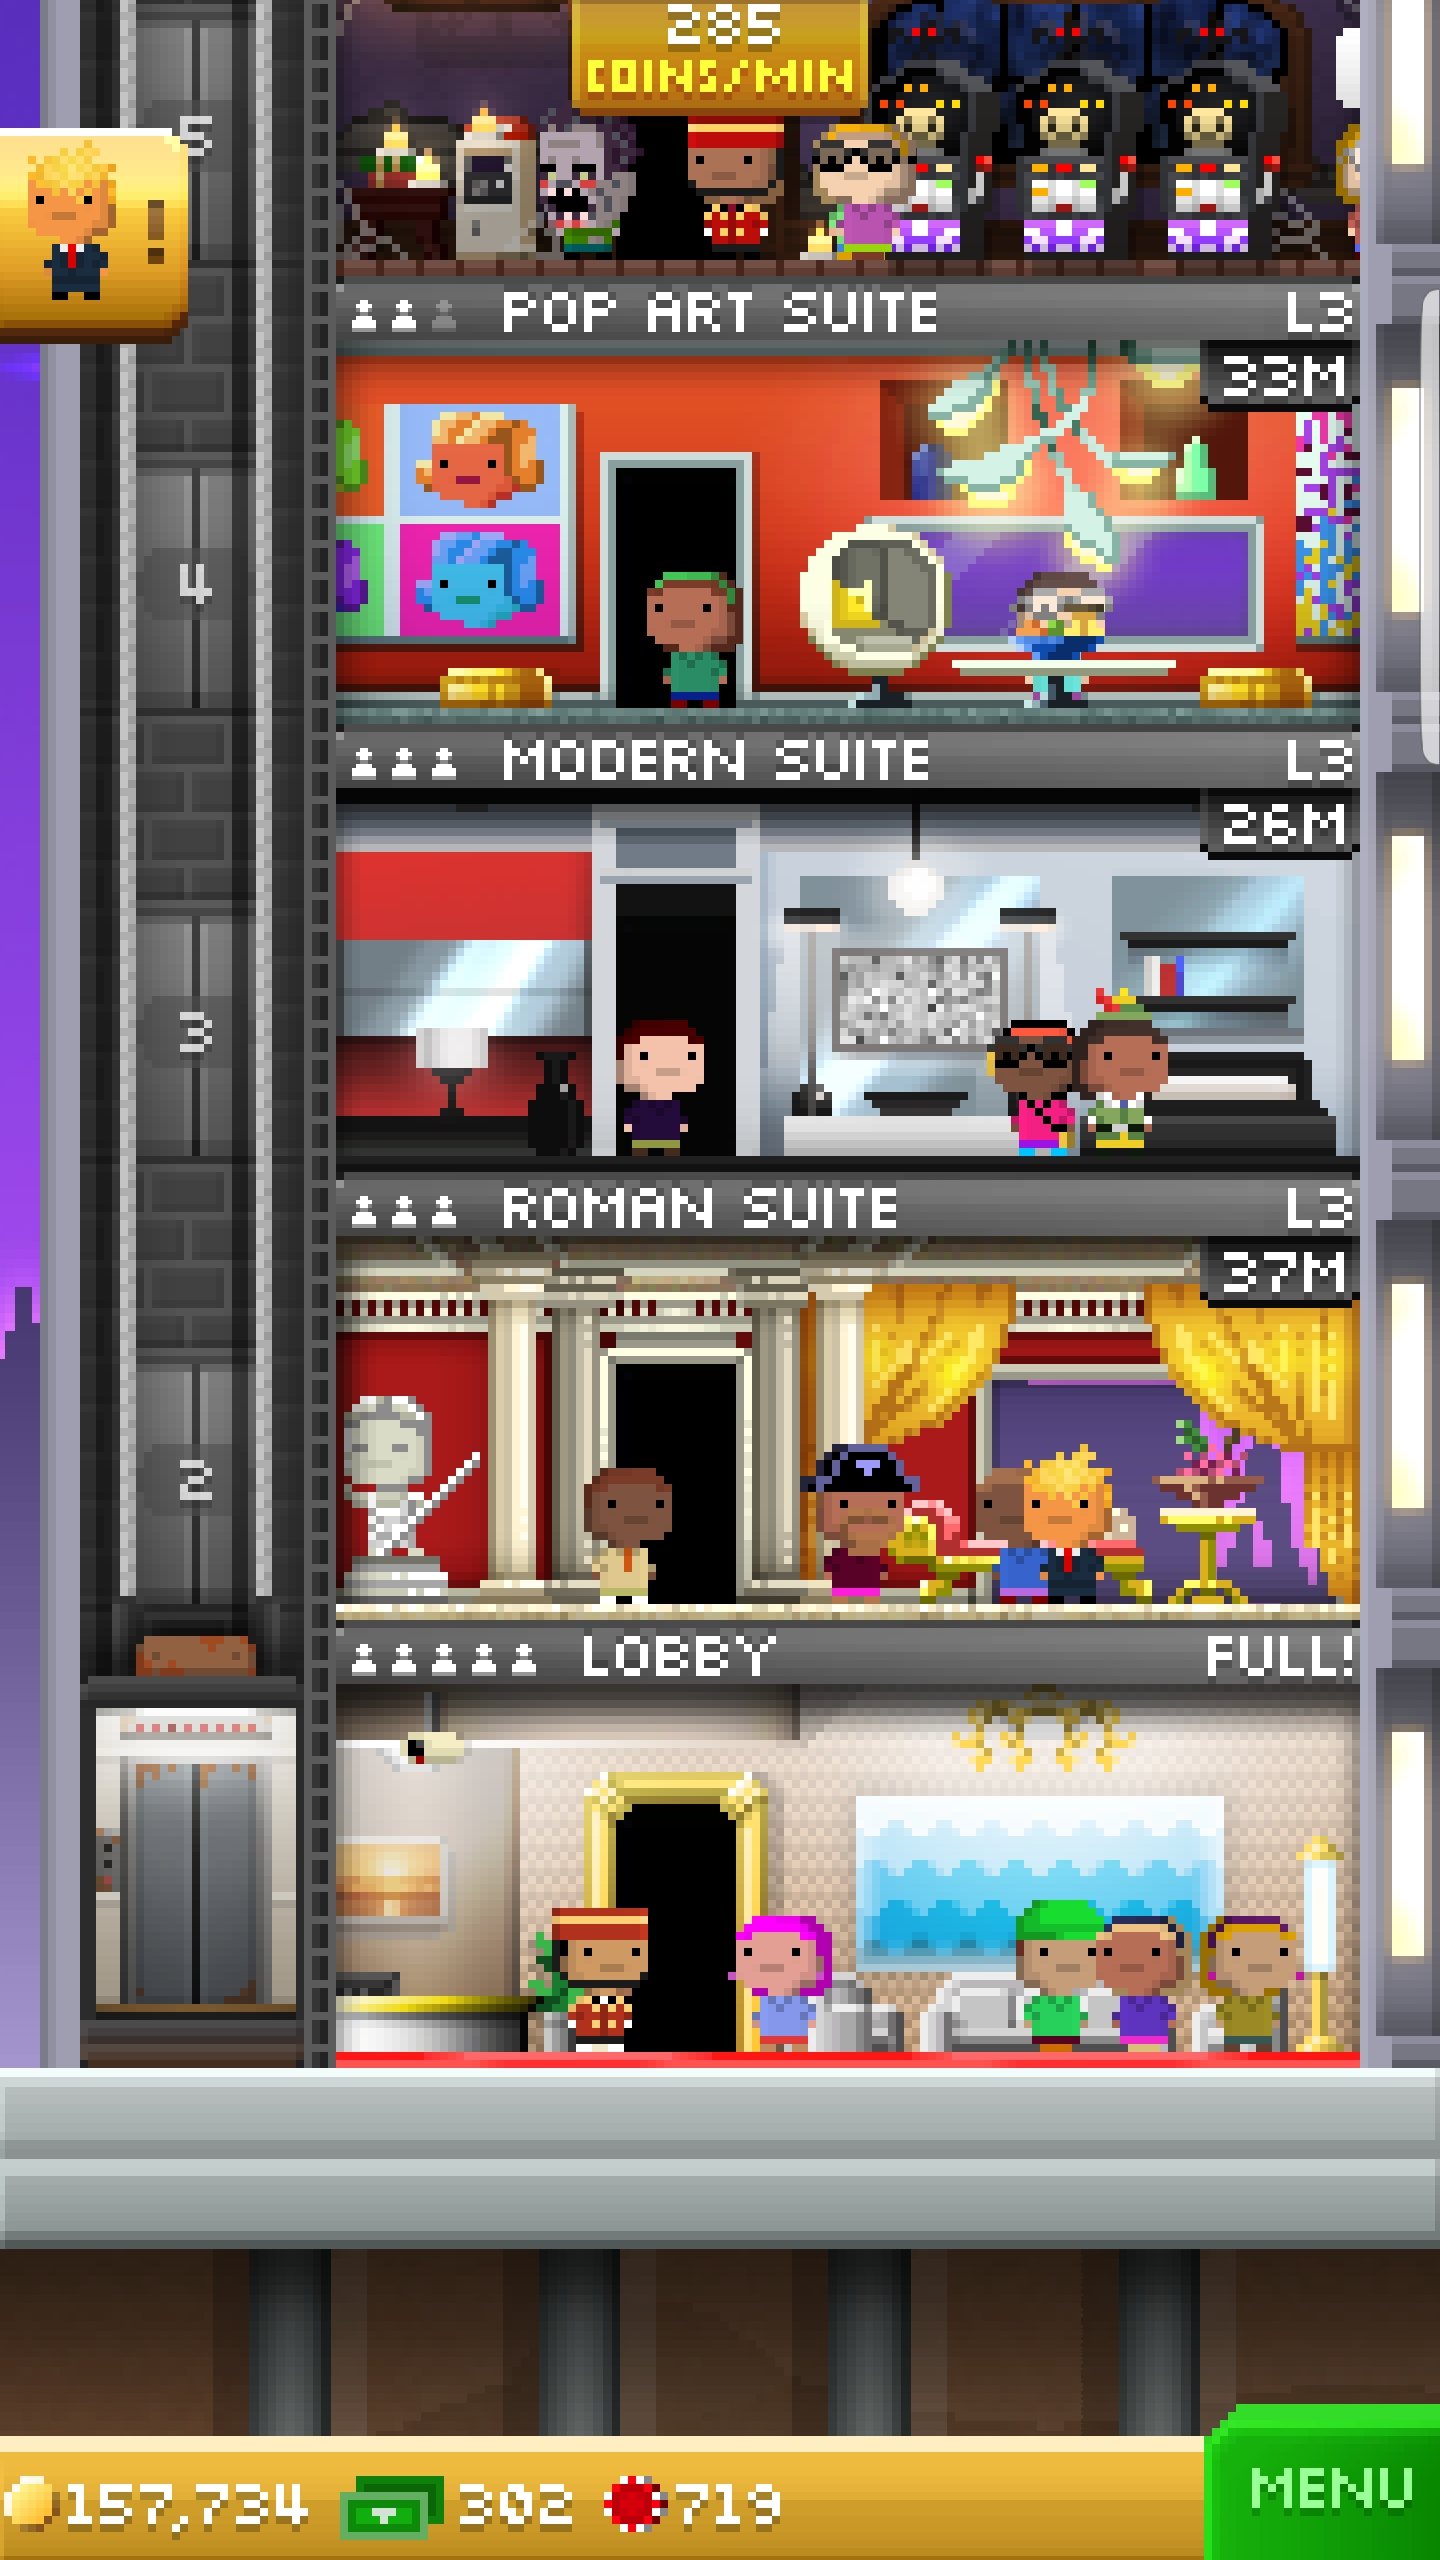 285
COINS/MIN
5
!
POP ART SUITE L3
33M
4
MODERN SUITE L3
26M
3
ROMAN SUITE L3
37M
2
LOBBY FULL!
157,734 302 719
MENU